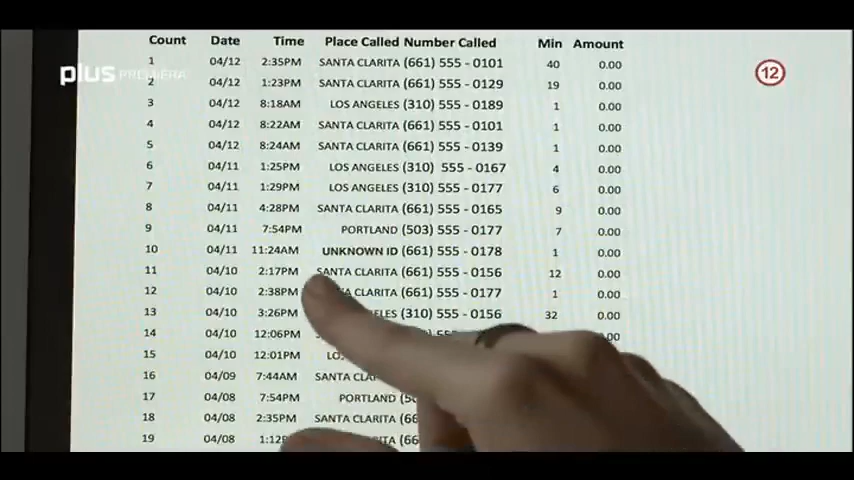 Count Date Time Place Called Number Called Min Amount
1 04/12 2:35PM SANTA CLARITA (661) 555 - 0101 40 0.00
plus PREMIERA
12
2 04/12 1:23PM SANTA CLARITA (661) 555 - 0129 19 0.00
3 04/12 8:18AM LOS ANGELES (310) 555 - 0189 1 0.00
4 04/12 8:22AM SANTA CLARITA (661) 555 - 0101 1 0.00
5 04/12 8:24AM SANTA CLARITA (661) 555 - 0139 1 0.00
6 04/11 1:25PM LOS ANGELES (310) 555 - 0167 4 0.00
7 04/11 1:29PM LOS ANGELES (310) 555 - 0177 6 0.00
8 04/11 4:28PM SANTA CLARITA (661) 555 - 0165 9 0.00
9 04/11 7:54PM PORTLAND (503) 555 - 0177 7 0.00
10 04/11 11:24AM UNKNOWN ID (661) 555 - 0178 1 0.00
11 04/10 2:17PM SANTA CLARITA (661) 555 - 0156 12 0.00
12 04/10 2:38PM CLARITA (661) 555 - 0177 1 0.00
13 04/10 3:26PM (310) 555 - 0156 32 0.00
14 04/10 12:06PM
15 04/10 12:01PM
16 04/09 7:44AM SANTA
17 04/08 7:54PM PORTLAND
18 04/08 2:35PM SANTA CLARITA
19 04/08 SANTA CLARITA